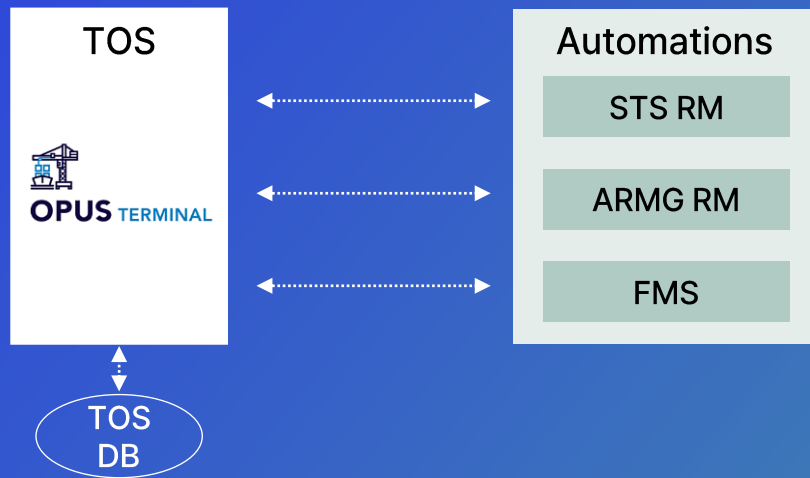 TOS
OPUS TERMINAL
TOS
DB
Automations
STS RM
ARMG RM
FMS